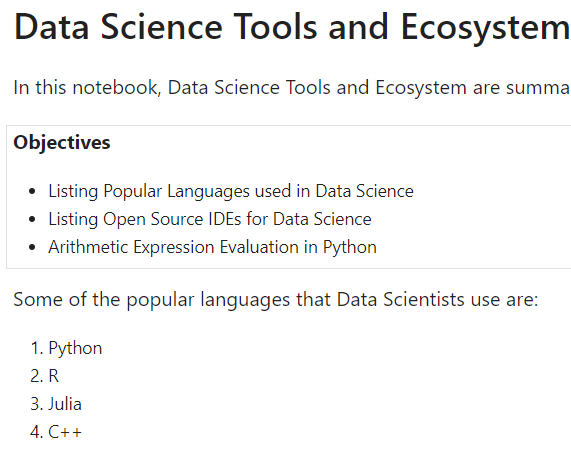 Data Science Tools and Ecosystem
In this notebook, Data Science Tools and Ecosystem are summa
Objectives
• Listing Popular Languages used in Data Science
• Listing Open Source IDEs for Data Science
• Arithmetic Expression Evaluation in Python
Some of the popular languages that Data Scientists use are:
1. Python
2. R
3. Julia
4. C++